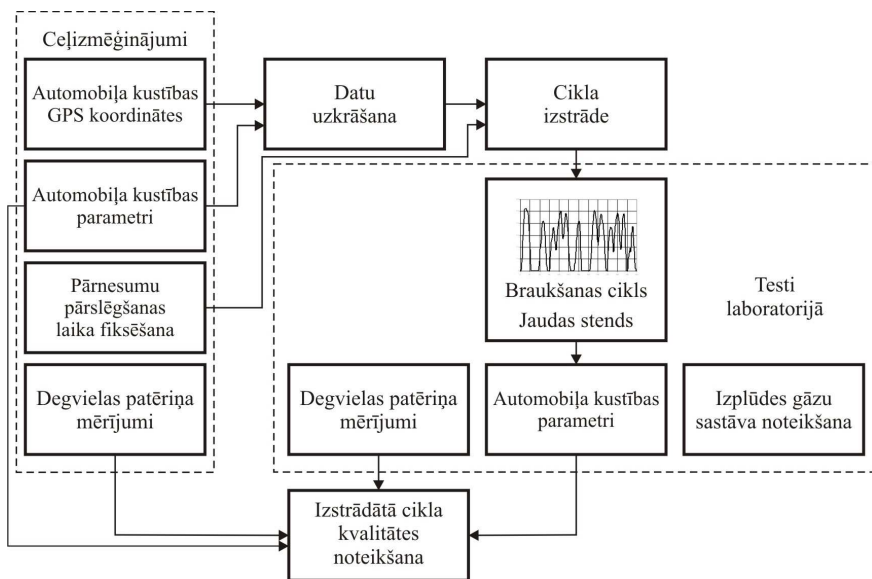 Ceļizmēģinājumi
Automobiļa kustības
GPS koordinātes
Datu
uzkrāšana
Cikla
izstrāde
Automobiļa kustības
parametri
Pārnesumu
pārslēgšanas
laika fiksēšana
Braukšanas cikls
Jaudas stends
Testi
laboratorijā
Degvielas patēriņa
mērījumi
Degvielas patēriņa
mērījumi
Automobiļa kustības
parametri
Izplūdes gāzu
sastāva noteikšana
Izstrādātā cikla
kvalitātes
noteikšana